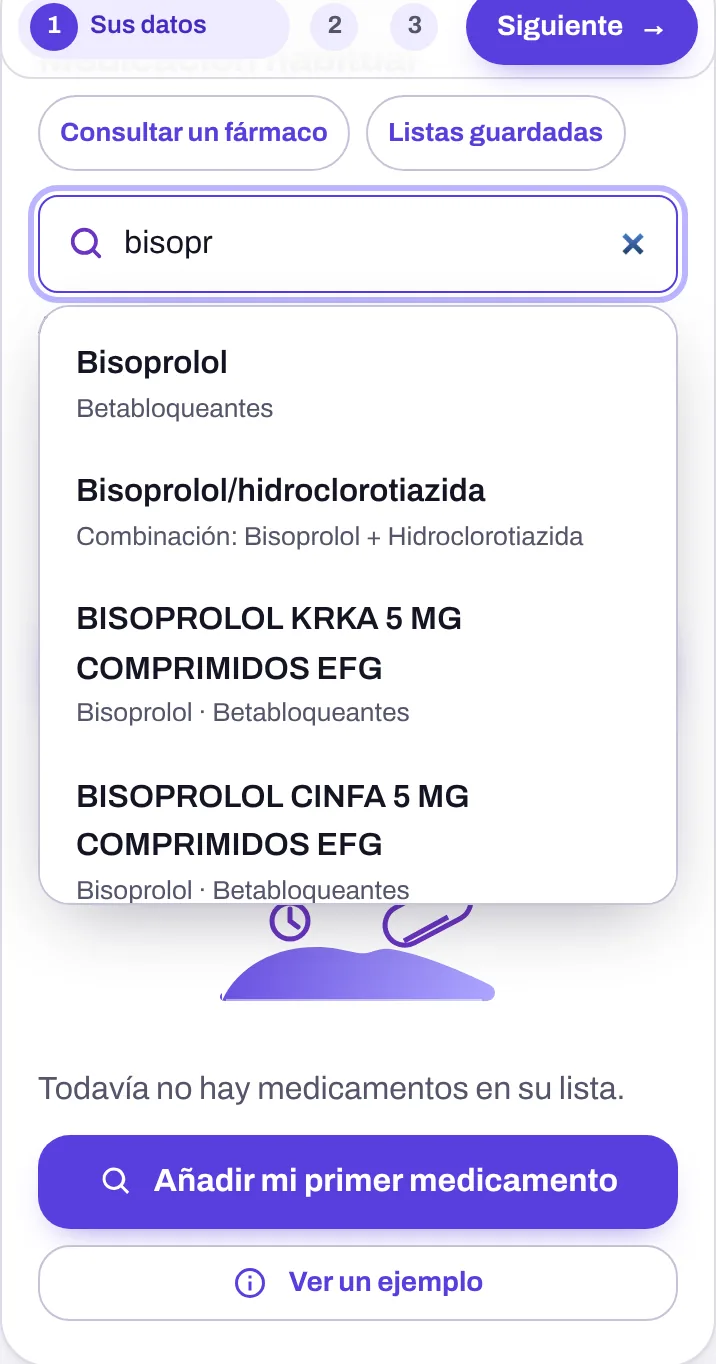 1 Sus datos 2 3 Siguiente →
Medicación habitual
Consultar un fármaco Listas guardadas
bisopr
Bisoprolol
Betabloqueantes
Bisoprolol/hidroclorotiazida
Combinación: Bisoprolol + Hidroclorotiazida
BISOPROLOL KRKA 5 MG
COMPRIMIDOS EFG
Bisoprolol · Betabloqueantes
BISOPROLOL CINFA 5 MG
COMPRIMIDOS EFG
Bisoprolol · Betabloqueantes
Todavía no hay medicamentos en su lista.
Añadir mi primer medicamento
Ver un ejemplo